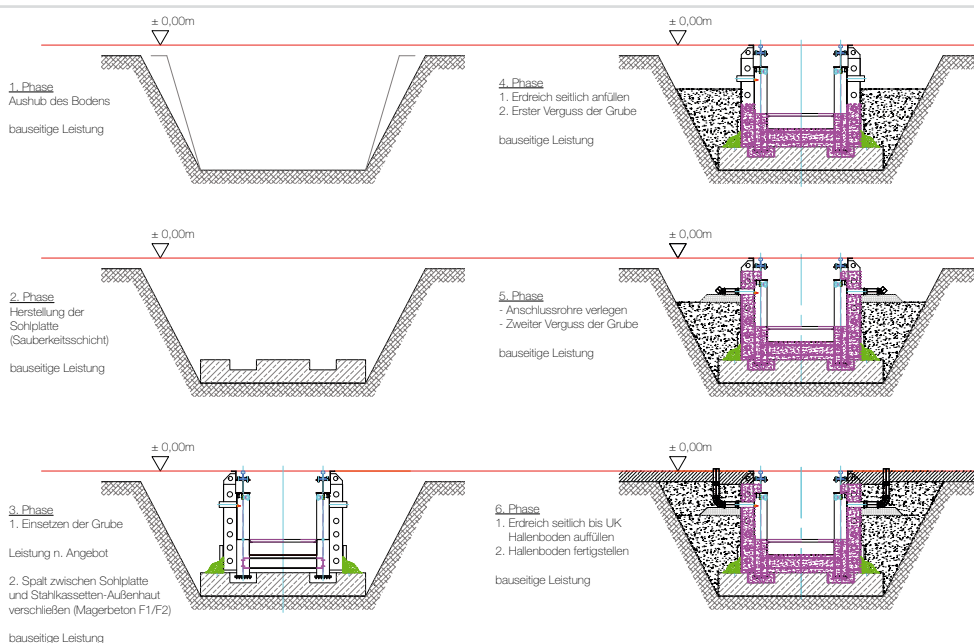 ± 0,00m
1. Phase
Aushub des Bodens
bauseitige Leistung
± 0,00m
2. Phase
Herstellung der
Sohlplatte
(Sauberkeitsschicht)
bauseitige Leistung
± 0,00m
3. Phase
1. Einsetzen der Grube
Leistung n. Angebot
2. Spalt zwischen Sohlplatte
und Stahlkassetten-Außenhaut
verschließen (Magerbeton F1/F2)
bauseitige Leistung
± 0,00m
4. Phase
1. Erdreich seitlich anfüllen
2. Erster Verguss der Grube
bauseitige Leistung
± 0,00m
5. Phase
- Anschlussrohre verlegen
- Zweiter Verguss der Grube
bauseitige Leistung
± 0,00m
6. Phase
1. Erdreich seitlich bis UK
Hallenboden auffüllen
2. Hallenboden fertigstellen
bauseitige Leistung